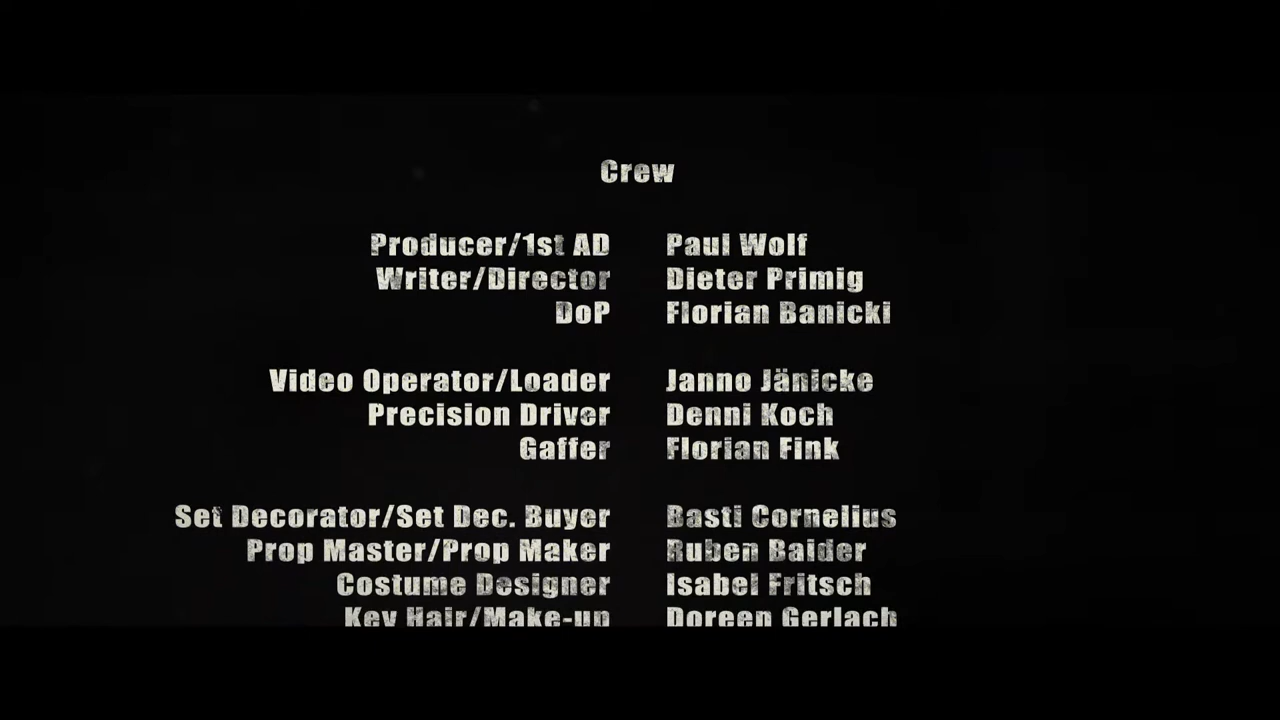 Crew
Producer/1st AD Paul Wolf
Writer/Director Dieter Primig
DoP Florian Banicki
Video Operator/Loader Janno Jänicke
Precision Driver Denni Koch
Gaffer Florian Fink
Set Decorator/Set Dec. Buyer Basti Cornelius
Prop Master/Prop Maker Ruben Baider
Costume Designer Isabel Fritsch
Key Hair/Make-up Doreen Gerlach